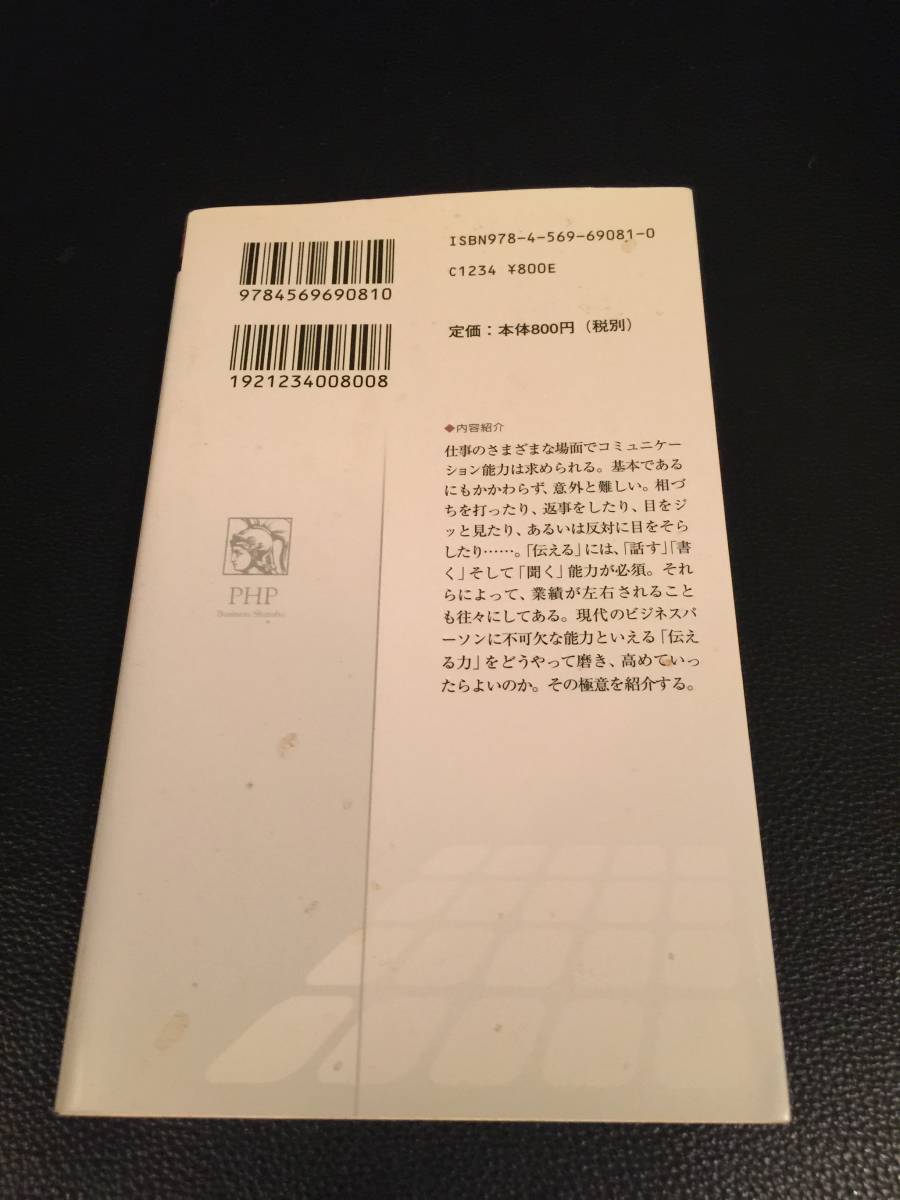 9784569690810
1921234008008
ISBN978-4-569-69081-0
C1234 ¥800E
定価：本体800円（税別）
◆内容紹介
仕事のさまざまな場面でコミュニケー
ション能力は求められる。基本である
にもかかわらず、意外と難しい。相づ
ちを打ったり、返事をしたり、目をジ
ッと見たり、あるいは反対に目をそら
したり……。「伝える」には、「話す」「書
く」そして「聞く」能力が必須。それ
らによって、業績が左右されること
も往々にしてある。現代のビジネスパ
ーソンに不可欠な能力といえる「伝え
る力」をどうやって磨き、高めていっ
たらよいのか。その極意を紹介する。
PHP
Business Shinsho